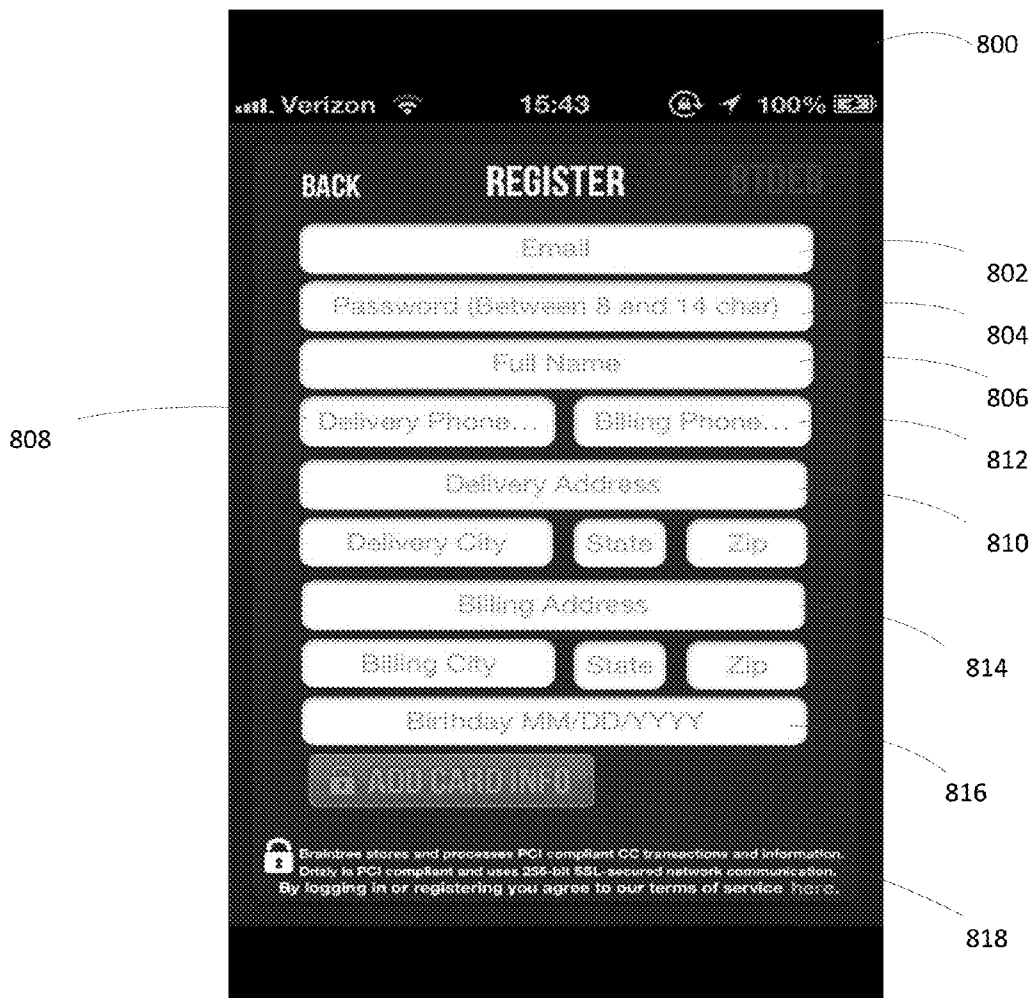 800
Verizon 15:43 100%
BACK REGISTER
Email
802
Password (Between 8 and 14 char)
804
Full Name
806
808
Delivery Phone... Billing Phone...
812
Delivery Address
810
Delivery City State Zip
Billing Address
814
Billing City State Zip
Birthday MM/DD/YYYY
816
ADD CARD INFO
Braintree stores and processes PCI compliant CC transactions and information.
Drizly is PCI compliant and uses 256-bit SSL-secured network communication.
By logging in or registering you agree to our terms of service here.
818